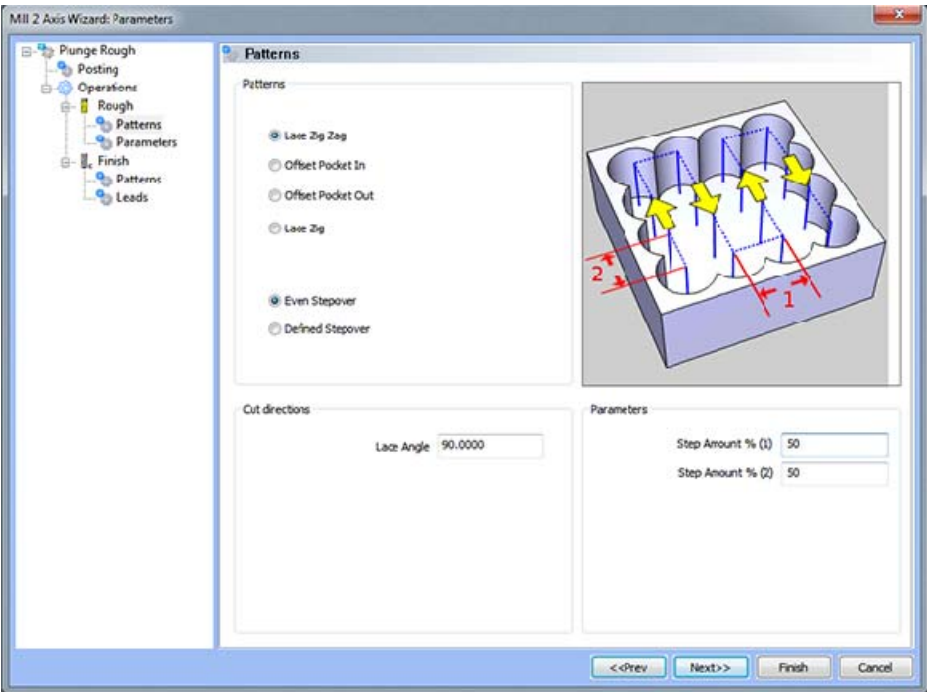 Mill 2 Axis Wizard: Parameters
Plunge Rough
Posting
Operations
Rough
Patterns
Parameters
Finish
Patterns
Leads
Patterns
Patterns
Lace Zig Zag
Offset Pocket In
Offset Pocket Out
Lace Zig
Even Stepover
Defined Stepover
2
1
Cut directions
Lace Angle 90.0000
Parameters
Step Amount % (1) 50
Step Amount % (2) 50
<<Prev Next>> Finish Cancel